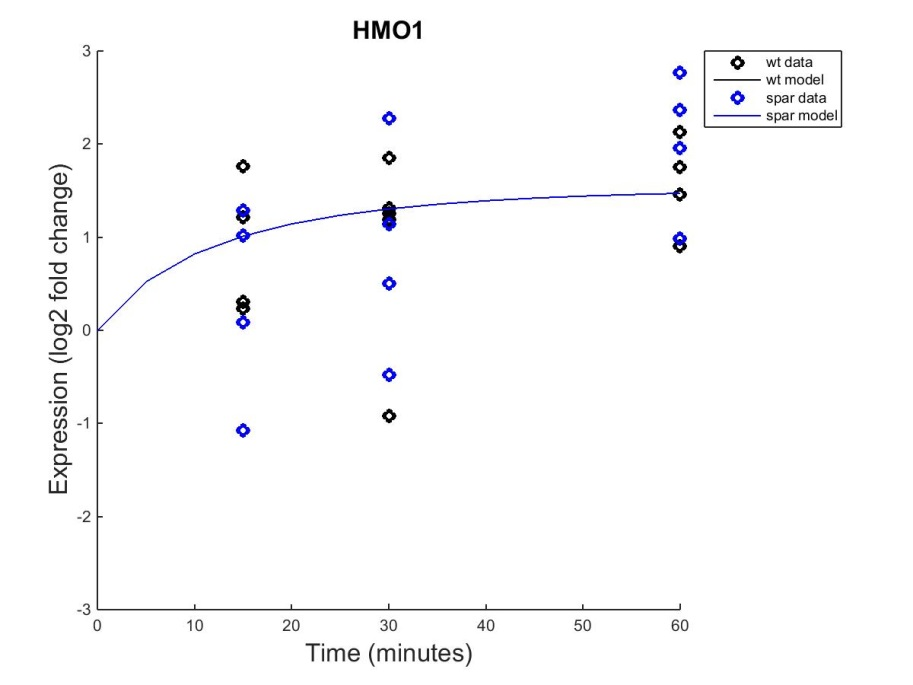 HMO1
wt data
wt model
spar data
spar model
Expression (log2 fold change)
3
2
1
0
-1
-2
-3
0 10 20 30 40 50 60
Time (minutes)